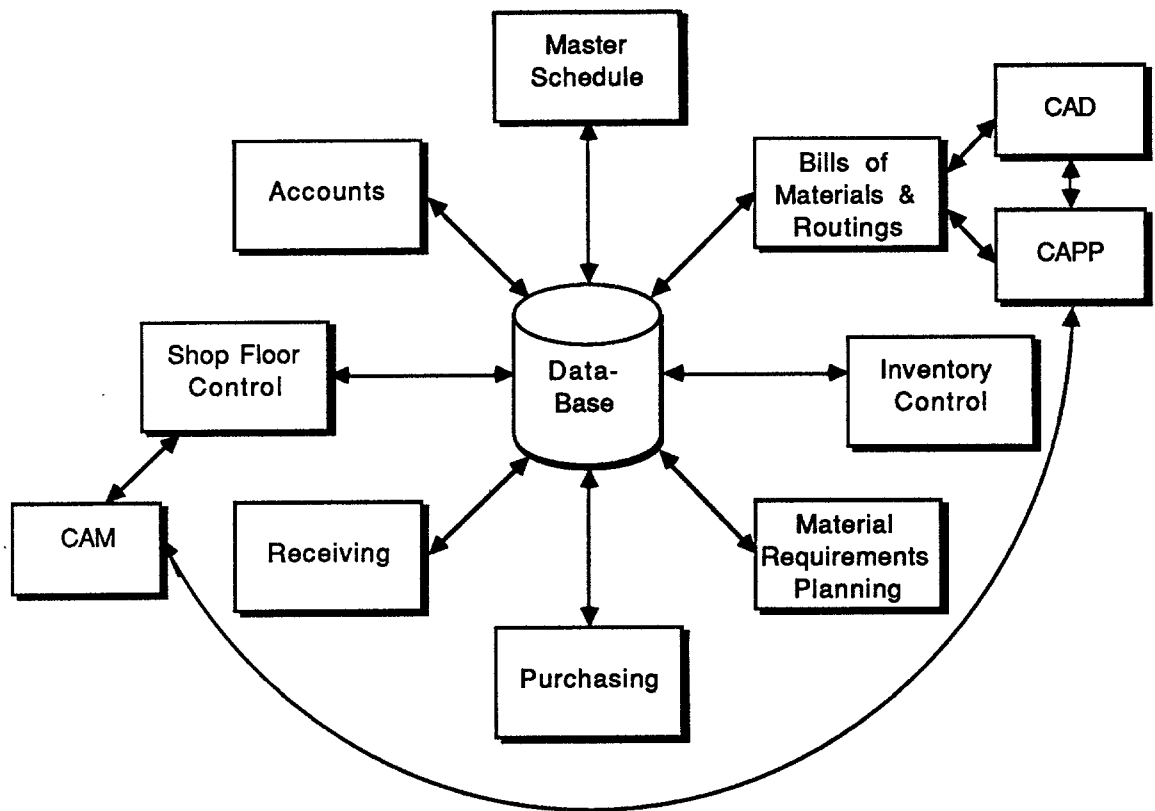 Master
Schedule
CAD
Accounts
Bills of
Materials &
Routings
CAPP
Shop Floor
Control
Data-
Base
Inventory
Control
CAM
Receiving
Material
Requirements
Planning
Purchasing